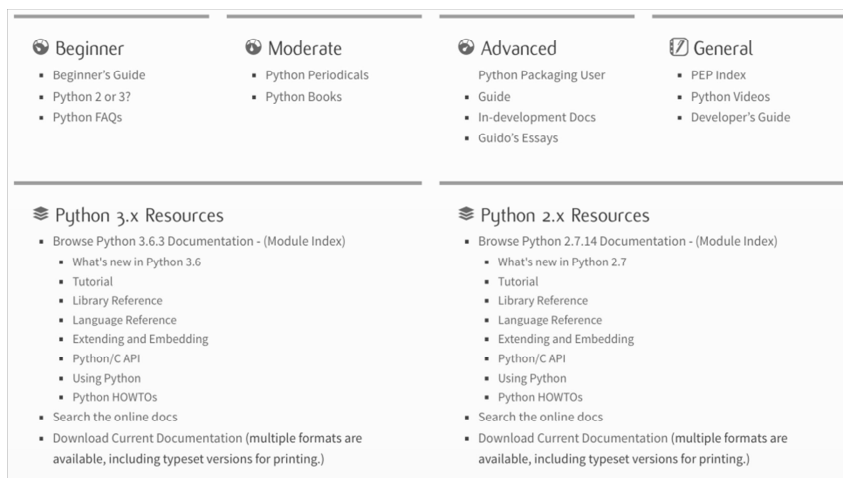 Beginner
Beginner's Guide
Python 2 or 3?
Python FAQs
Moderate
Python Periodicals
Python Books
Advanced
Python Packaging User
Guide
In-development Docs
Guido's Essays
General
PEP Index
Python Videos
Developer's Guide
Python 3.x Resources
Browse Python 3.6.3 Documentation - (Module Index)
What's new in Python 3.6
Tutorial
Library Reference
Language Reference
Extending and Embedding
Python/C API
Using Python
Python HOWTOs
Search the online docs
Download Current Documentation (multiple formats are
available, including typeset versions for printing.)
Python 2.x Resources
Browse Python 2.7.14 Documentation - (Module Index)
What's new in Python 2.7
Tutorial
Library Reference
Language Reference
Extending and Embedding
Python/C API
Using Python
Python HOWTOs
Search the online docs
Download Current Documentation (multiple formats are
available, including typeset versions for printing.)